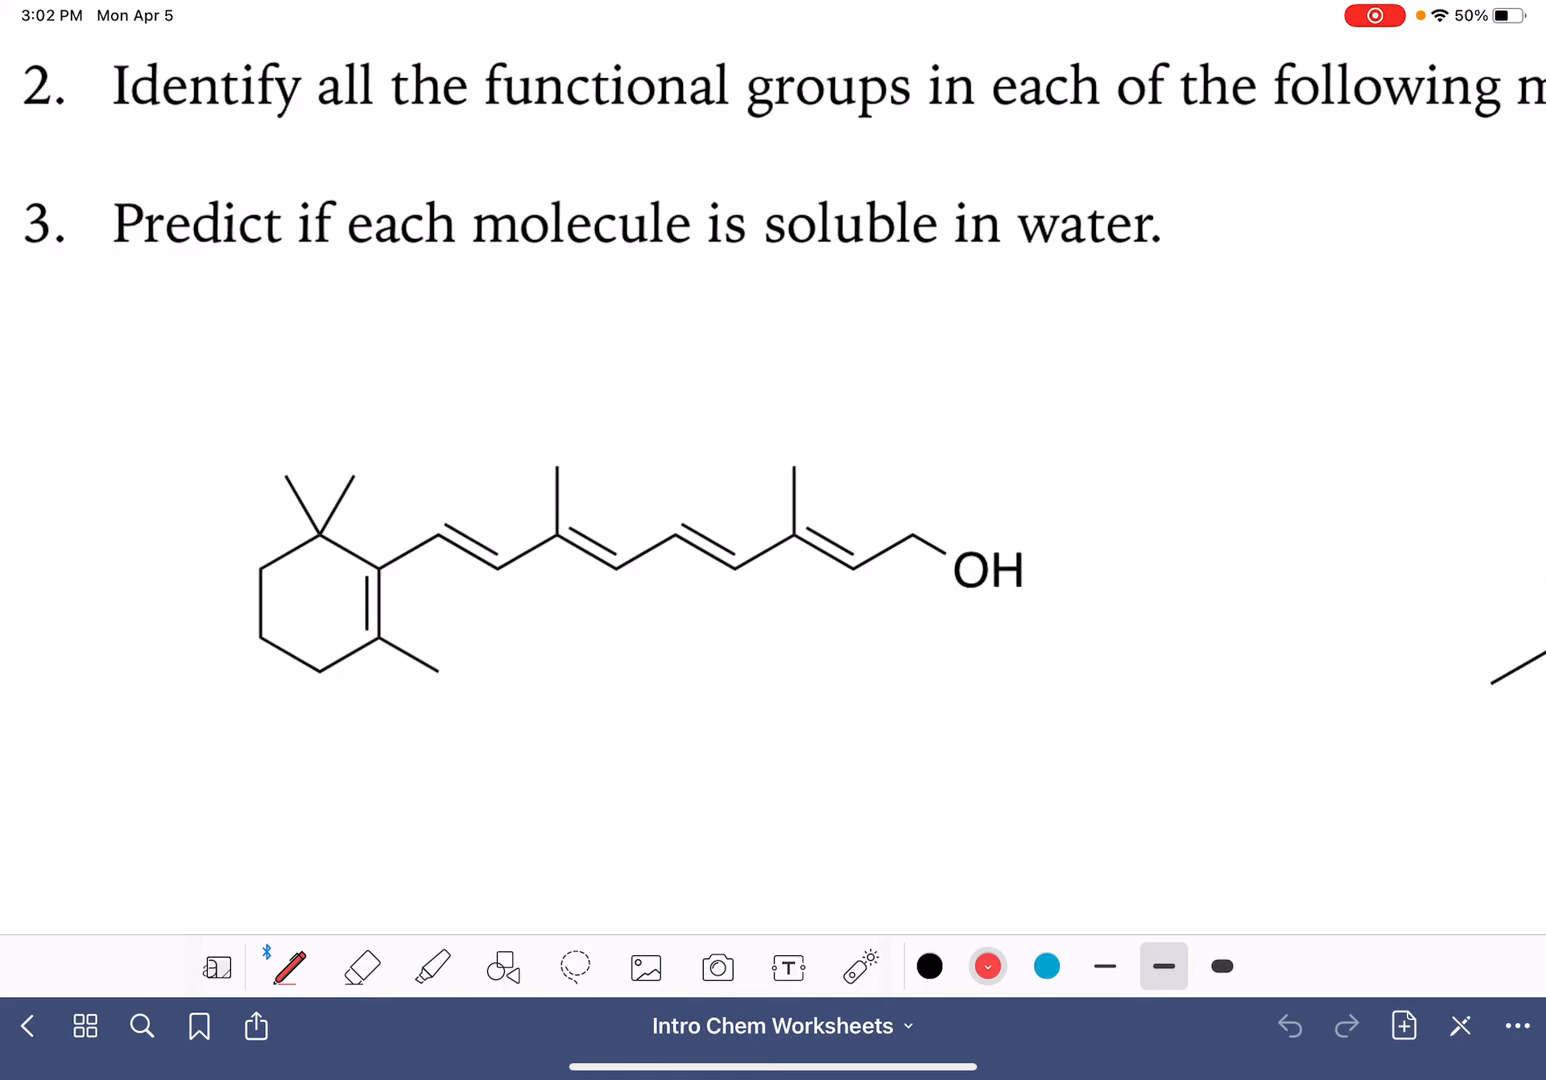 3:02 PM Mon Apr 5
50%
2. Identify all the functional groups in each of the following
3. Predict if each molecule is soluble in water.
OH
a
T
Intro Chem Worksheets